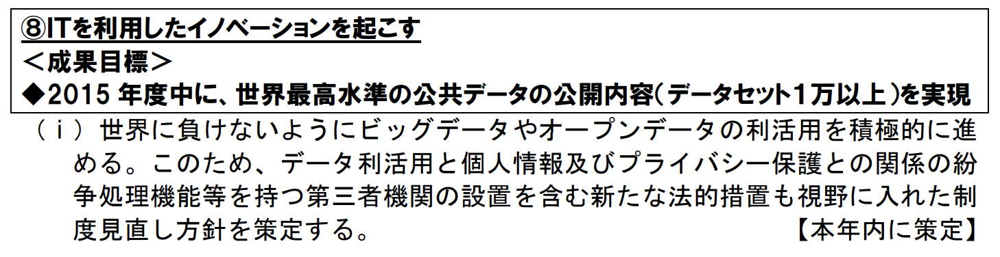 ⑧ITを利用したイノベーションを起こす
＜成果目標＞
◆2015 年度中に、世界最高水準の公共データの公開内容（データセット１万以上）を実現
（ⅰ）世界に負けないようにビッグデータやオープンデータの利活用を積極的に進
める。このため、データ利活用と個人情報及びプライバシー保護との関係の紛
争処理機能等を持つ第三者機関の設置を含む新たな法的措置も視野に入れた制
度見直し方針を策定する。 【本年内に策定】